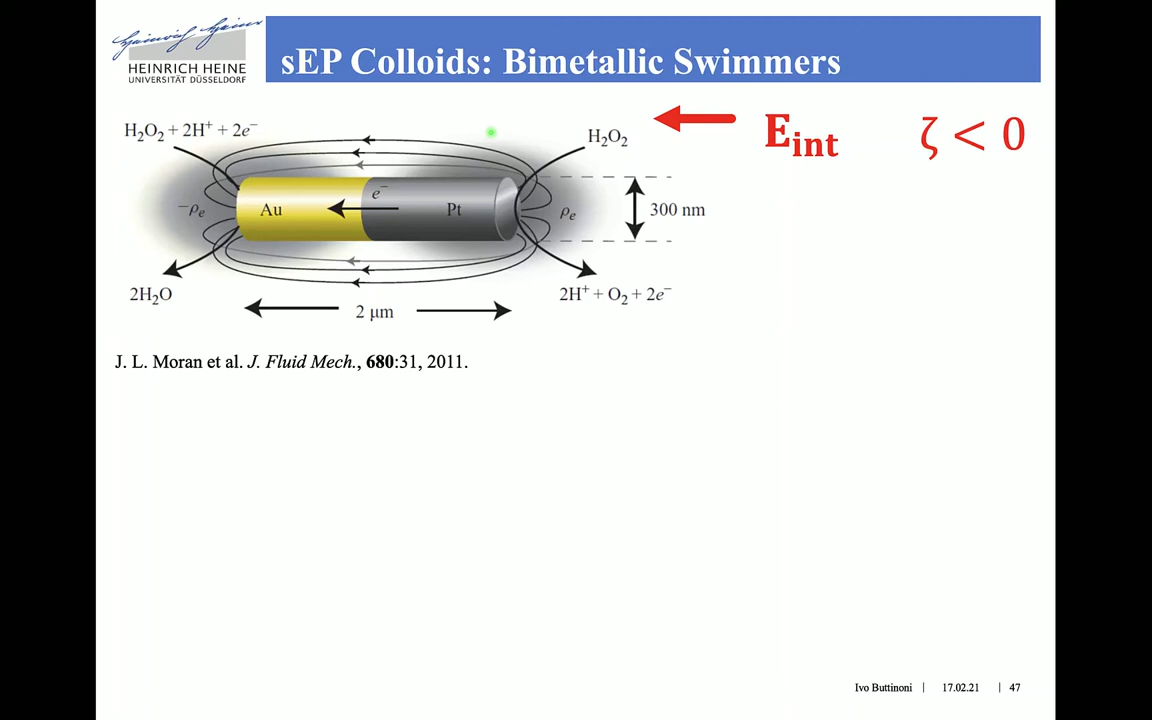 HEINRICH HEINE
UNIVERSITÄT DÜSSELDORF
sEP Colloids: Bimetallic Swimmers
H₂O₂ + 2H⁺ + 2e⁻
H₂O₂
E_int
ζ < 0
−ρₑ
Au
e⁻
Pt
ρₑ
300 nm
2H₂O
2 μm
2H⁺ + O₂ + 2e⁻
J. L. Moran et al. J. Fluid Mech., 680:31, 2011.
Ivo Buttinoni | 17.02.21 | 47